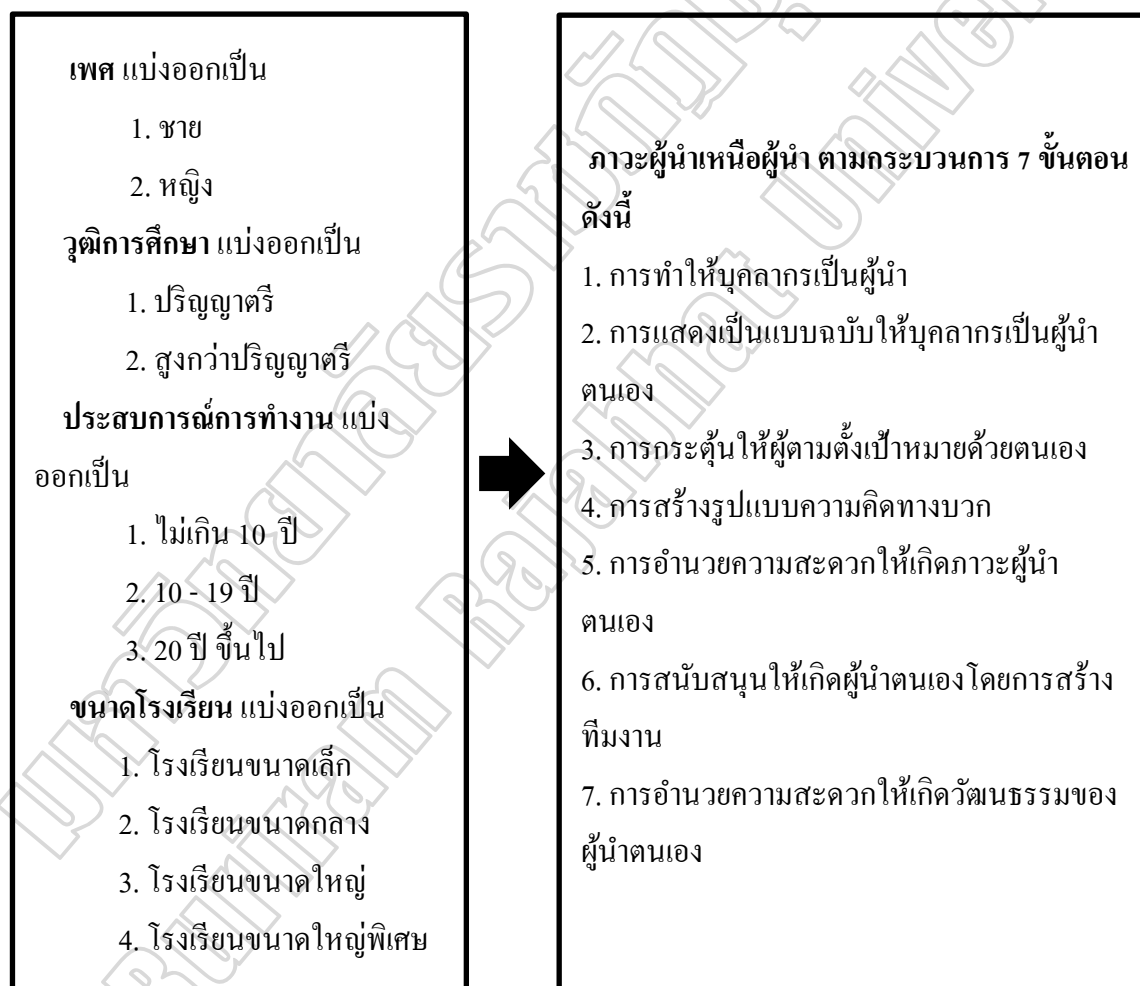 เพศ แบ่งออกเป็น
1. ชาย
2. หญิง
วุฒิการศึกษา แบ่งออกเป็น
1. ปริญญาตรี
2. สูงกว่าปริญญาตรี
ประสบการณ์การทำงาน แบ่ง
ออกเป็น
1. ไม่เกิน 10 ปี
2. 10 - 19 ปี
3. 20 ปี ขึ้นไป
ขนาดโรงเรียน แบ่งออกเป็น
1. โรงเรียนขนาดเล็ก
2. โรงเรียนขนาดกลาง
3. โรงเรียนขนาดใหญ่
4. โรงเรียนขนาดใหญ่พิเศษ
ภาวะผู้นำเหนือผู้นำ ตามกระบวนการ 7 ขั้นตอน
ดังนี้
1. การทำให้บุคลากรเป็นผู้นำ
2. การแสดงเป็นแบบฉบับให้บุคลากรเป็นผู้นำ
ตนเอง
3. การกระตุ้นให้ผู้ตามตั้งเป้าหมายด้วยตนเอง
4. การสร้างรูปแบบความคิดทางบวก
5. การอำนวยความสะดวกให้เกิดภาวะผู้นำ
ตนเอง
6. การสนับสนุนให้เกิดผู้นำตนเองโดยการสร้าง
ทีมงาน
7. การอำนวยความสะดวกให้เกิดวัฒนธรรมของ
ผู้นำตนเอง
มหาวิทยาลัยราชภัฏ
Buriram Rajabhat